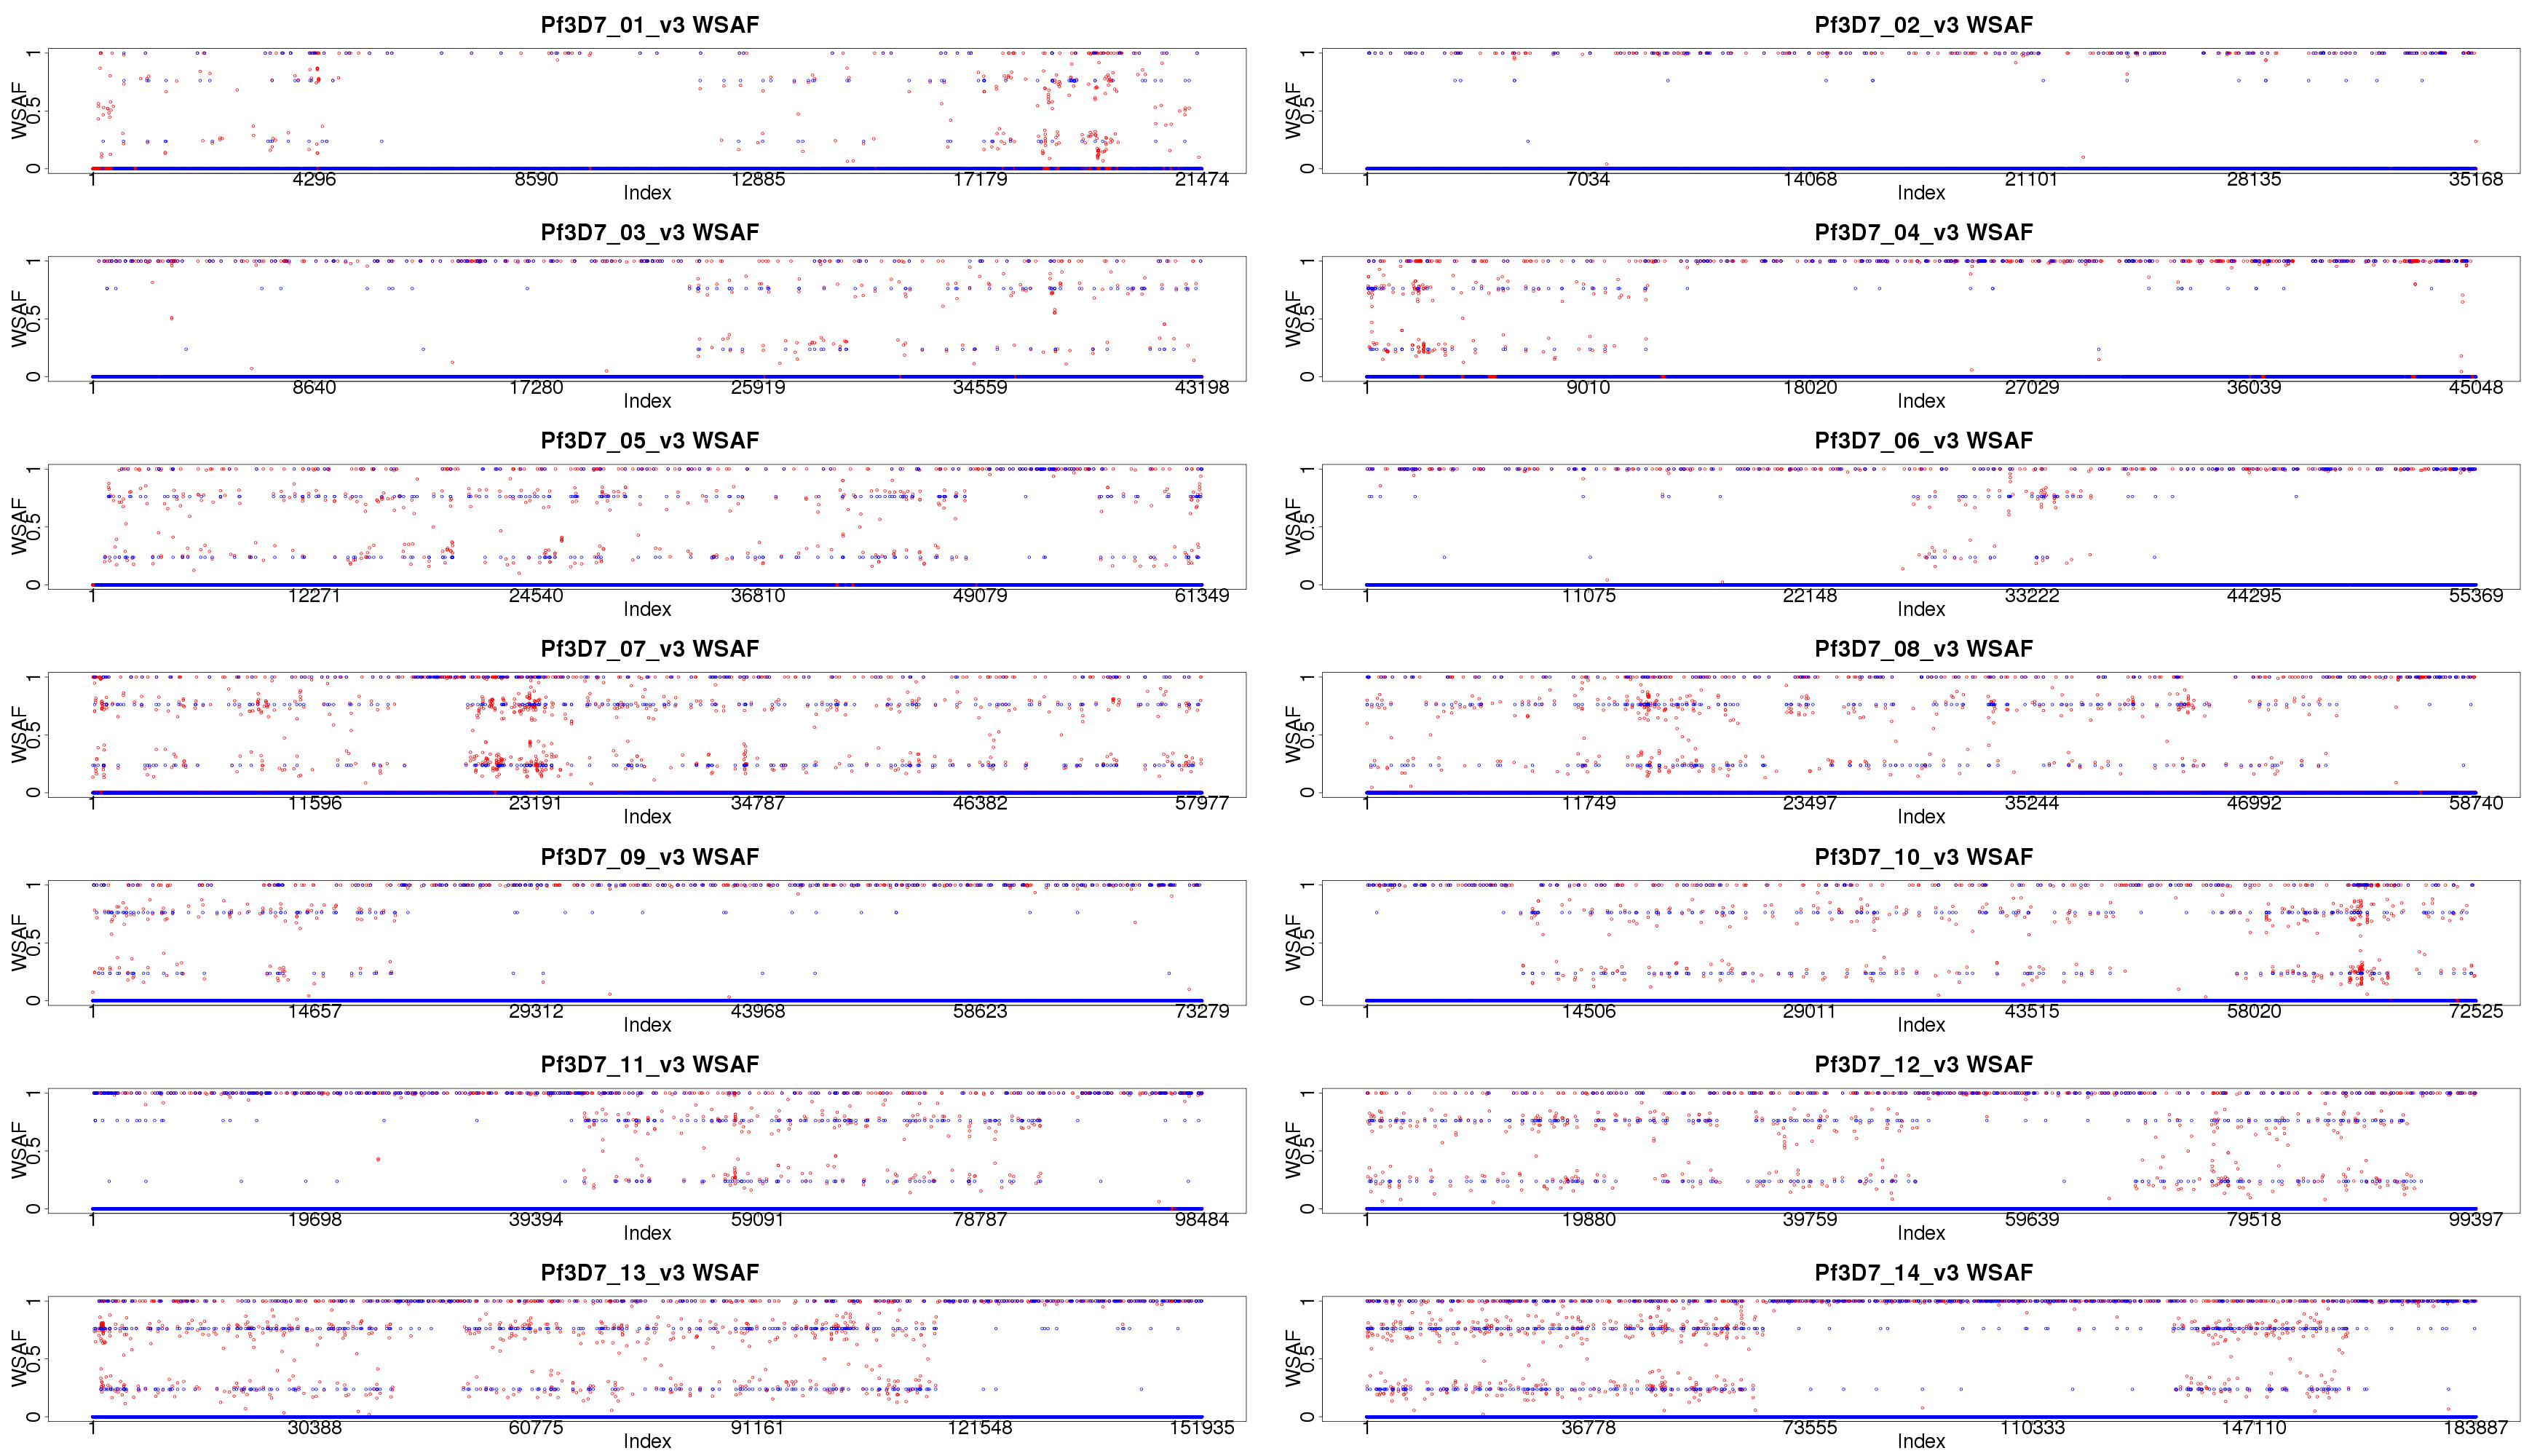 Pf3D7_01_v3 WSAF
WSAF
0 0.5 1
1 4296 8590 12885 17179 21474
Index
Pf3D7_02_v3 WSAF
WSAF
0 0.5 1
1 7034 14068 21101 28135 35168
Index
Pf3D7_03_v3 WSAF
WSAF
0 0.5 1
1 8640 17280 25919 34559 43198
Index
Pf3D7_04_v3 WSAF
WSAF
0 0.5 1
1 9010 18020 27029 36039 45048
Index
Pf3D7_05_v3 WSAF
WSAF
0 0.5 1
1 12271 24540 36810 49079 61349
Index
Pf3D7_06_v3 WSAF
WSAF
0 0.5 1
1 11075 22148 33222 44295 55369
Index
Pf3D7_07_v3 WSAF
WSAF
0 0.5 1
1 11596 23191 34787 46382 57977
Index
Pf3D7_08_v3 WSAF
WSAF
0 0.5 1
1 11749 23497 35244 46992 58740
Index
Pf3D7_09_v3 WSAF
WSAF
0 0.5 1
1 14657 29312 43968 58623 73279
Index
Pf3D7_10_v3 WSAF
WSAF
0 0.5 1
1 14506 29011 43515 58020 72525
Index
Pf3D7_11_v3 WSAF
WSAF
0 0.5 1
1 19698 39394 59091 78787 98484
Index
Pf3D7_12_v3 WSAF
WSAF
0 0.5 1
1 19880 39759 59639 79518 99397
Index
Pf3D7_13_v3 WSAF
WSAF
0 0.5 1
1 30388 60775 91161 121548 151935
Index
Pf3D7_14_v3 WSAF
WSAF
0 0.5 1
1 36778 73555 110333 147110 183887
Index